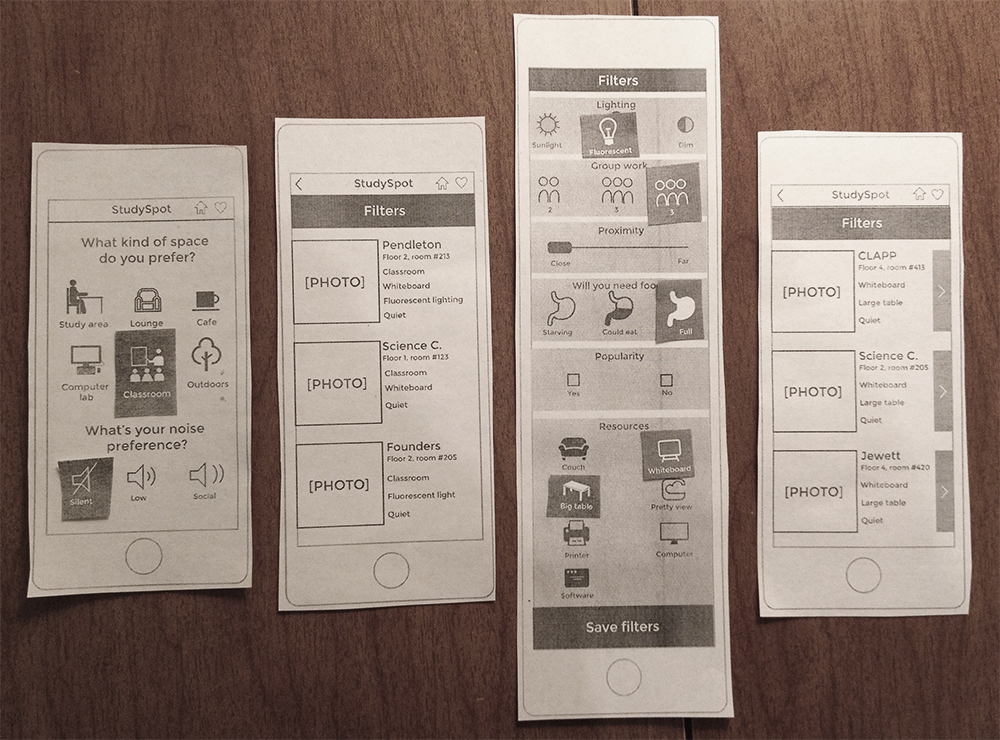 StudySpot
What kind of space
do you prefer?
Study area
Lounge
Cafe
Computer
lab
Classroom
Outdoors
What's your noise
preference?
Silent
Low
Social
StudySpot
Filters
[PHOTO]
Pendleton
Floor 2, room #213
Classroom
Whiteboard
Fluorescent lighting
Quiet
[PHOTO]
Science C.
Floor 1, room #123
Classroom
Whiteboard
Quiet
[PHOTO]
Founders
Floor 2, room #205
Classroom
Fluorescent light
Quiet
Filters
Lighting
Sunlight
Fluorescent
Dim
Group work
2
3
3
Proximity
Close
Far
Will you need foo
Starving
Could eat
Full
Popularity
Yes
No
Resources
Couch
Whiteboard
Big table
Pretty view
Printer
Computer
Software
Save filters
StudySpot
Filters
[PHOTO]
CLAPP
Floor 4, room #413
Whiteboard
Large table
Quiet
[PHOTO]
Science C.
Floor 2, room #205
Whiteboard
Large table
Quiet
[PHOTO]
Jewett
Floor 4, room #420
Whiteboard
Large table
Quiet